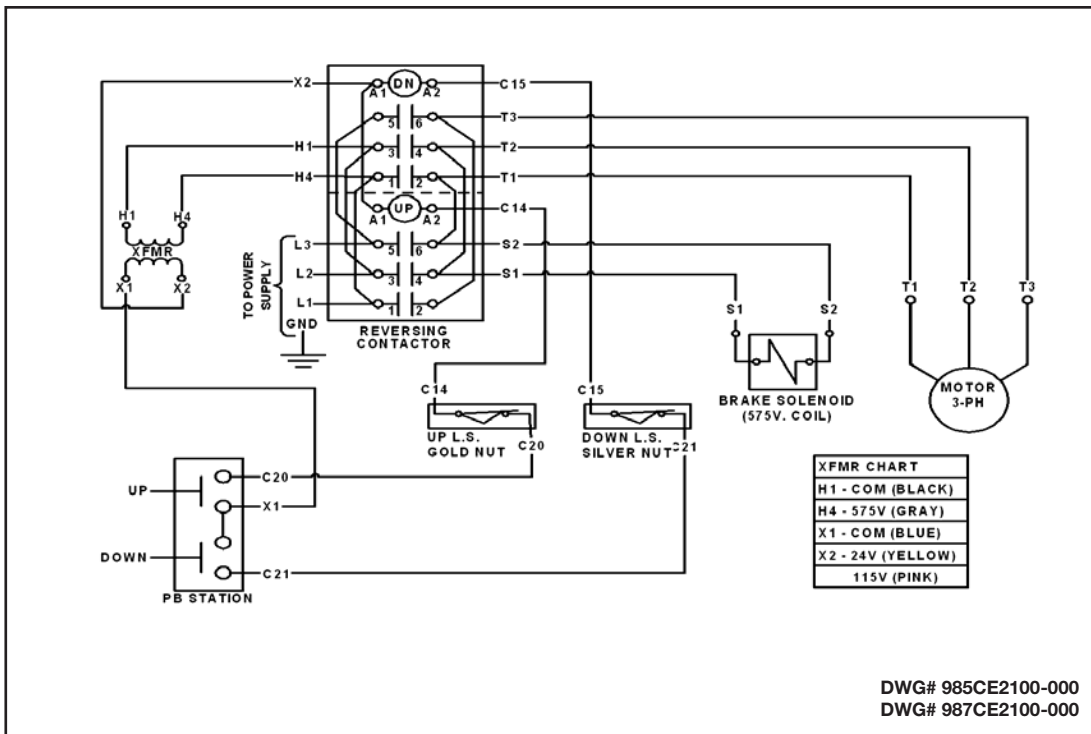 X2
A1
DN
A2
C15
5
6
T3
H1
3
4
T2
H4
1
2
T1
A1
UP
A2
C14
L3
5
6
S2
L2
3
4
S1
L1
1
2
GND
TO POWER
SUPPLY
REVERSING
CONTACTOR
H1
H4
XFMR
X1
X2
T1
T2
T3
S1
S2
MOTOR
3-PH
BRAKE SOLENOID
(575V. COIL)
C14
UP L.S.
GOLD NUT
C20
C15
DOWN L.S.
SILVER NUT
C21
UP
C20
X1
DOWN
C21
PB STATION
XFMR CHART
H1 - COM (BLACK)
H4 - 575V (GRAY)
X1 - COM (BLUE)
X2 - 24V (YELLOW)
115V (PINK)
DWG# 985CE2100-000
DWG# 987CE2100-000